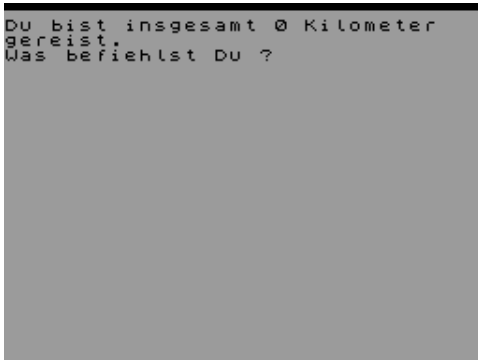 Du bist insgesamt 0 Kilometer
gereist.
Was befiehlst Du ?